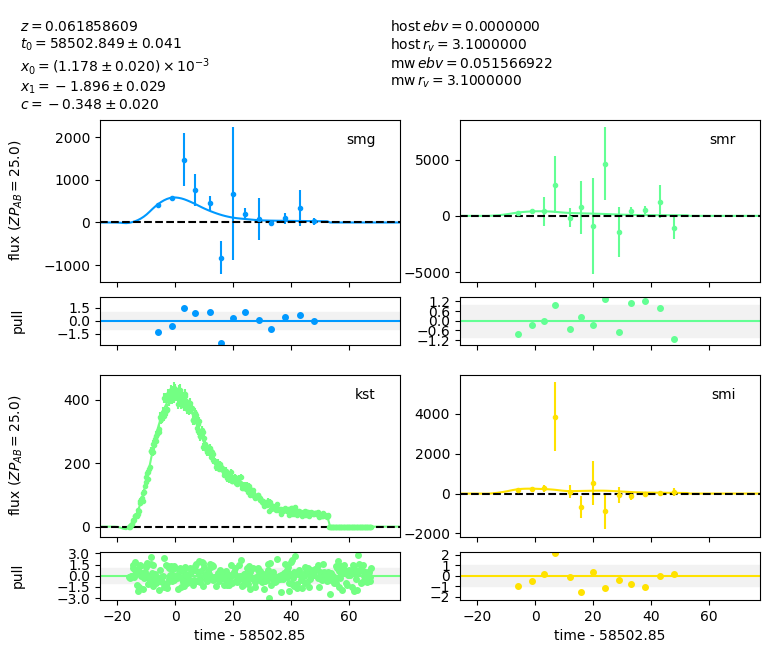 z = 0.061858609
t₀ = 58502.849 ± 0.041
x₀ = (1.178 ± 0.020) × 10⁻³
x₁ = −1.896 ± 0.029
c = −0.348 ± 0.020
host ebv = 0.0000000
host r_v = 3.1000000
mw ebv = 0.051566922
mw r_v = 3.1000000
flux (ZP_AB = 25.0)
2000
1000
0
−1000
smg
5000
0
−5000
smr
pull
1.5
0.0
−1.5
1.2
0.6
0.0
−0.6
−1.2
flux (ZP_AB = 25.0)
400
200
0
kst
4000
2000
0
−2000
smi
pull
3.0
1.5
0.0
−1.5
−3.0
2
1
0
−1
−2
−20 0 20 40 60
−20 0 20 40 60
time - 58502.85
time - 58502.85